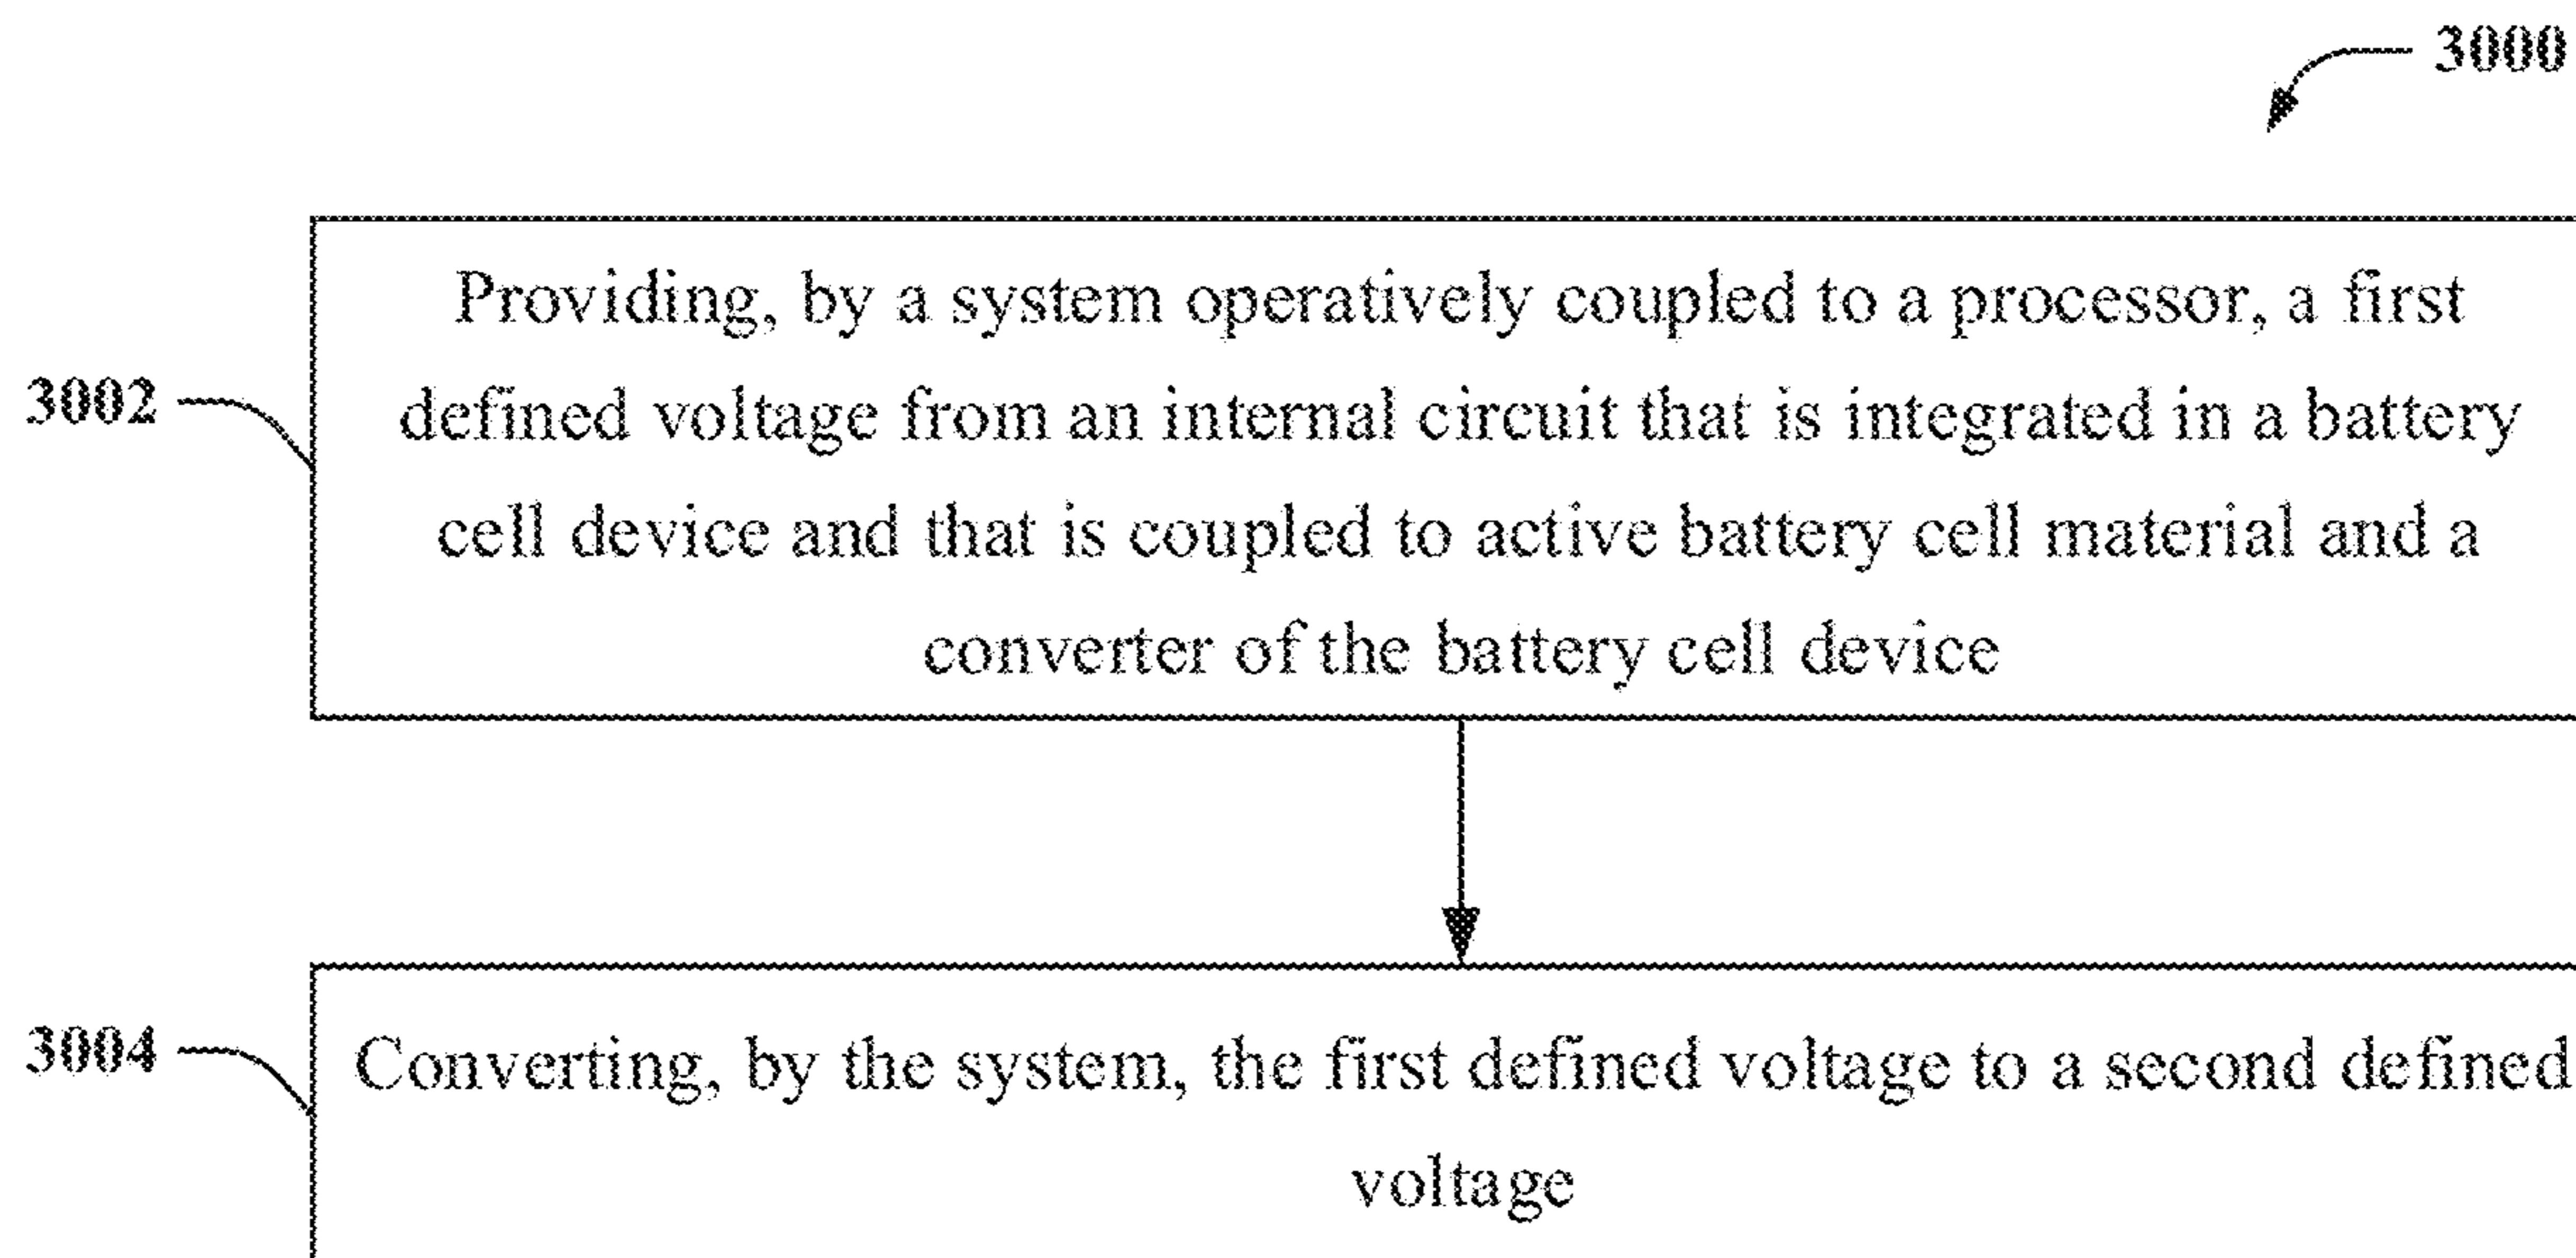 3000
Providing, by a system operatively coupled to a processor, a first
3002
defined voltage from an internal circuit that is integrated in a battery
cell device and that is coupled to active battery cell material and a
converter of the battery cell device
3004
Converting, by the system, the first defined voltage to a second defined
voltage